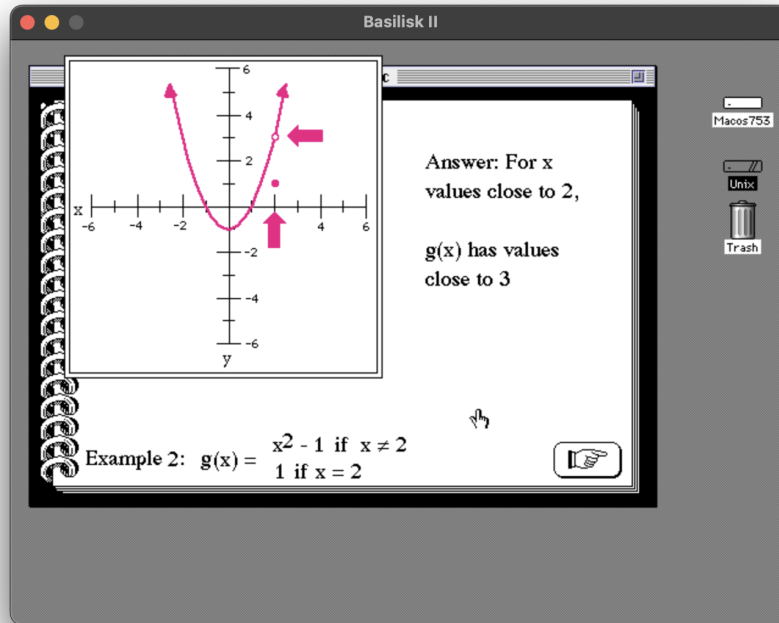 Basilisk II
c
6
4
2
x
-6
-4
-2
4
6
-2
-4
-6
y
Answer: For x
values close to 2,
g(x) has values
close to 3
Example 2: g(x) =
x2 - 1 if x ≠ 2
1 if x = 2
Macos753
Unix
Trash